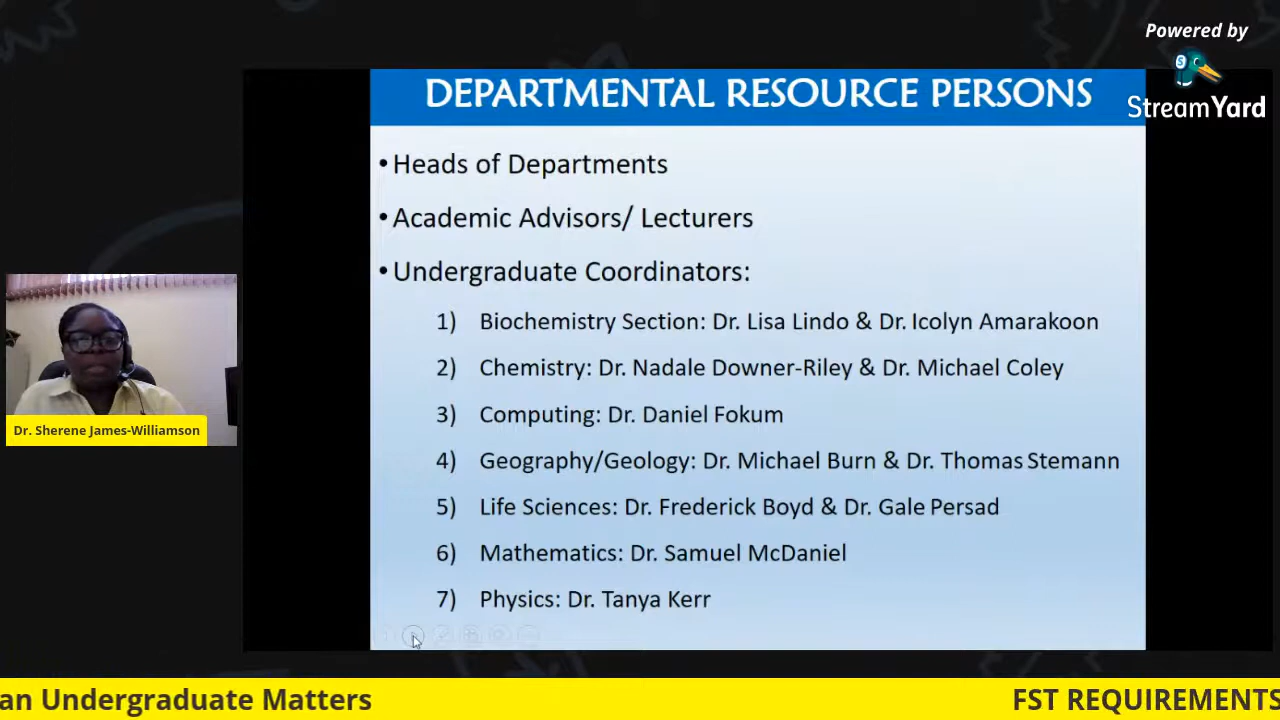 Powered by
StreamYard
DEPARTMENTAL RESOURCE PERSONS
• Heads of Departments
• Academic Advisors/ Lecturers
• Undergraduate Coordinators:
1) Biochemistry Section: Dr. Lisa Lindo & Dr. Icolyn Amarakoon
2) Chemistry: Dr. Nadale Downer-Riley & Dr. Michael Coley
3) Computing: Dr. Daniel Fokum
4) Geography/Geology: Dr. Michael Burn & Dr. Thomas Stemann
5) Life Sciences: Dr. Frederick Boyd & Dr. Gale Persad
6) Mathematics: Dr. Samuel McDaniel
7) Physics: Dr. Tanya Kerr
Dr. Sherene James-Williamson
an Undergraduate Matters
FST REQUIREMENTS